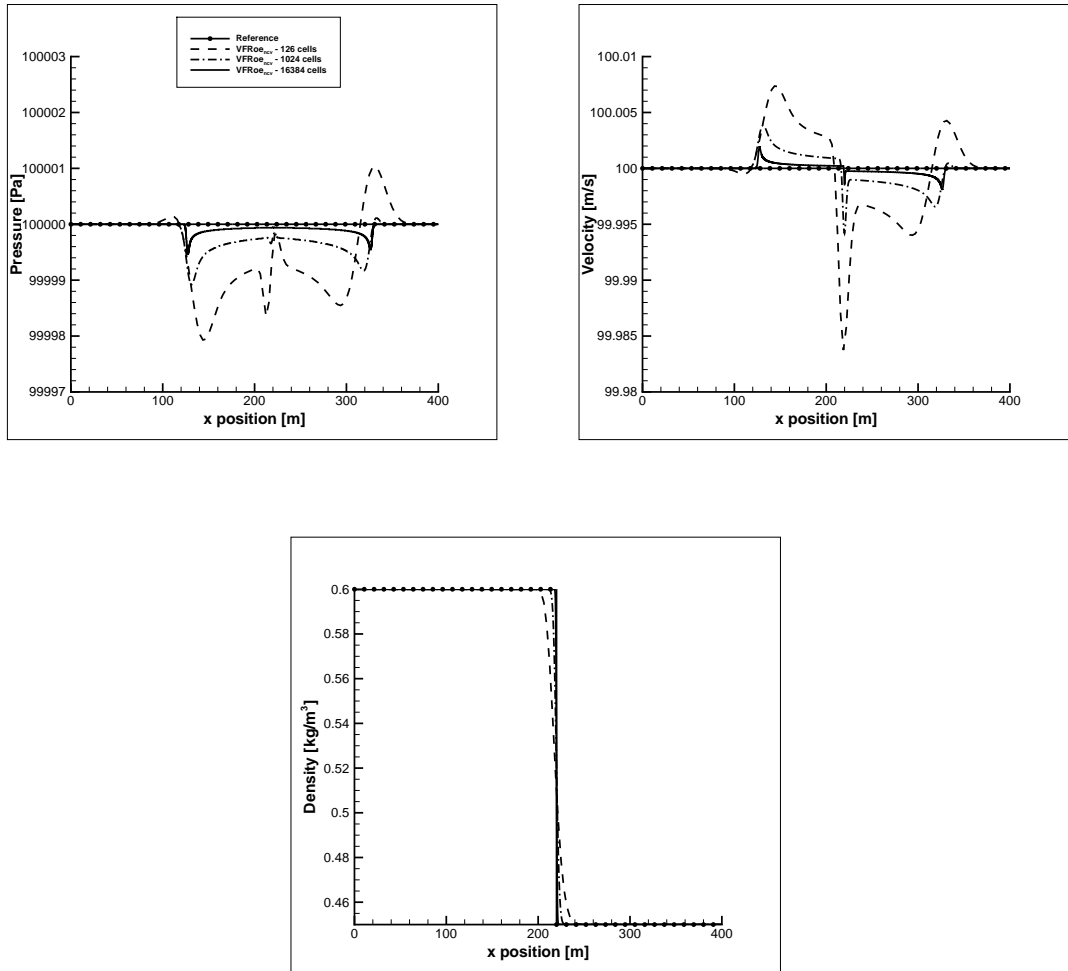 Reference
VFRoe_ncv - 126 cells
VFRoe_ncv - 1024 cells
VFRoe_ncv - 16384 cells
100003
100002
100001
100000
99999
99998
99997
Pressure [Pa]
0 100 200 300 400
x position [m]
100.01
100.005
100
99.995
99.99
99.985
99.98
Velocity [m/s]
0 100 200 300 400
x position [m]
0.6
0.58
0.56
0.54
0.52
0.5
0.48
0.46
Density [kg/m³]
0 100 200 300 400
x position [m]